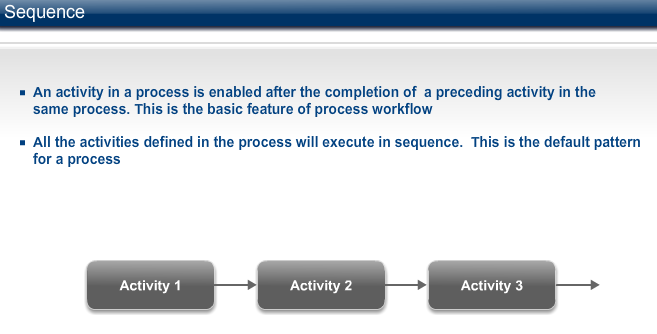 Sequence
An activity in a process is enabled after the completion of  a preceding activity in the
same process. This is the basic feature of process workflow
All the activities defined in the process will execute in sequence.  This is the default pattern
for a process
Activity 1
Activity 2
Activity 3